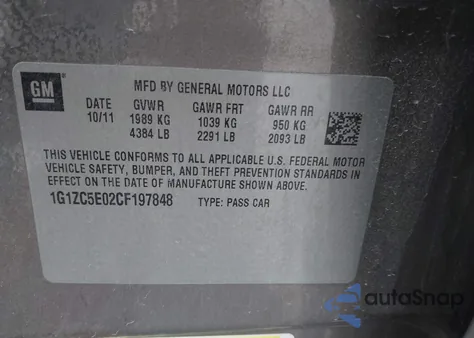 GM
MFD BY GENERAL MOTORS LLC
DATE GVWR GAWR FRT GAWR RR
10/11 1989 KG 1039 KG 950 KG
4384 LB 2291 LB 2093 LB
THIS VEHICLE CONFORMS TO ALL APPLICABLE U.S. FEDERAL MOTOR
VEHICLE SAFETY, BUMPER, AND THEFT PREVENTION STANDARDS IN
EFFECT ON THE DATE OF MANUFACTURE SHOWN ABOVE.
1G1ZC5E02CF197848 TYPE: PASS CAR
autoSnap